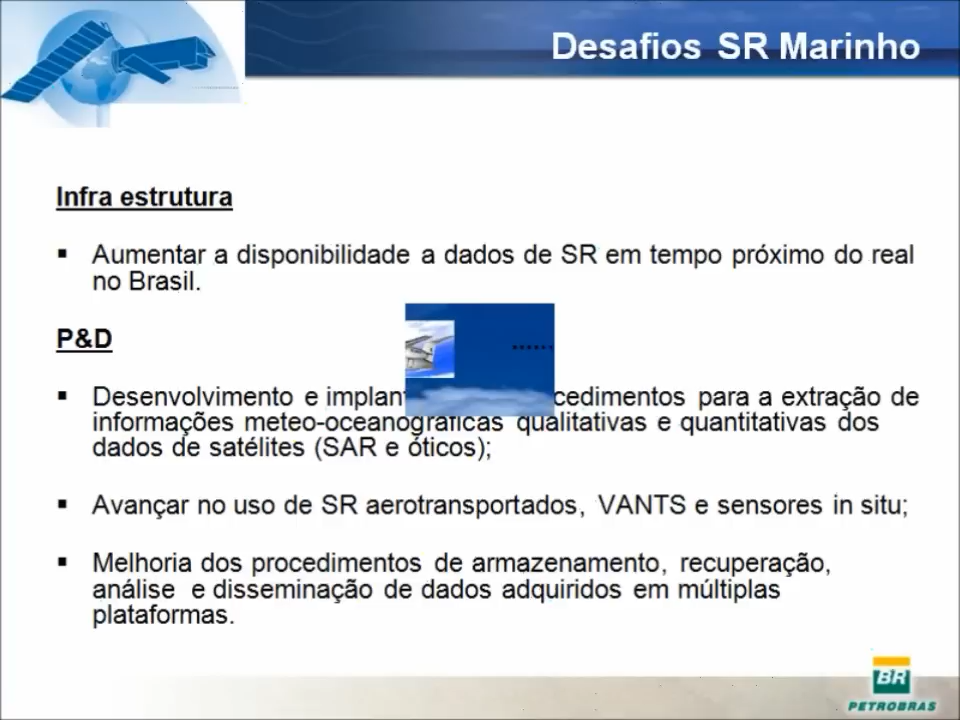 Desafios SR Marinho
Infra estrutura
▪ Aumentar a disponibilidade a dados de SR em tempo próximo do real
no Brasil.
P&D
▪ Desenvolvimento e implant cedimentos para a extração de
informações meteo-oceanográficas qualitativas e quantitativas dos
dados de satélites (SAR e óticos);
▪ Avançar no uso de SR aerotransportados, VANTS e sensores in situ;
▪ Melhoria dos procedimentos de armazenamento, recuperação,
análise e disseminação de dados adquiridos em múltiplas
plataformas.
BR
PETROBRAS